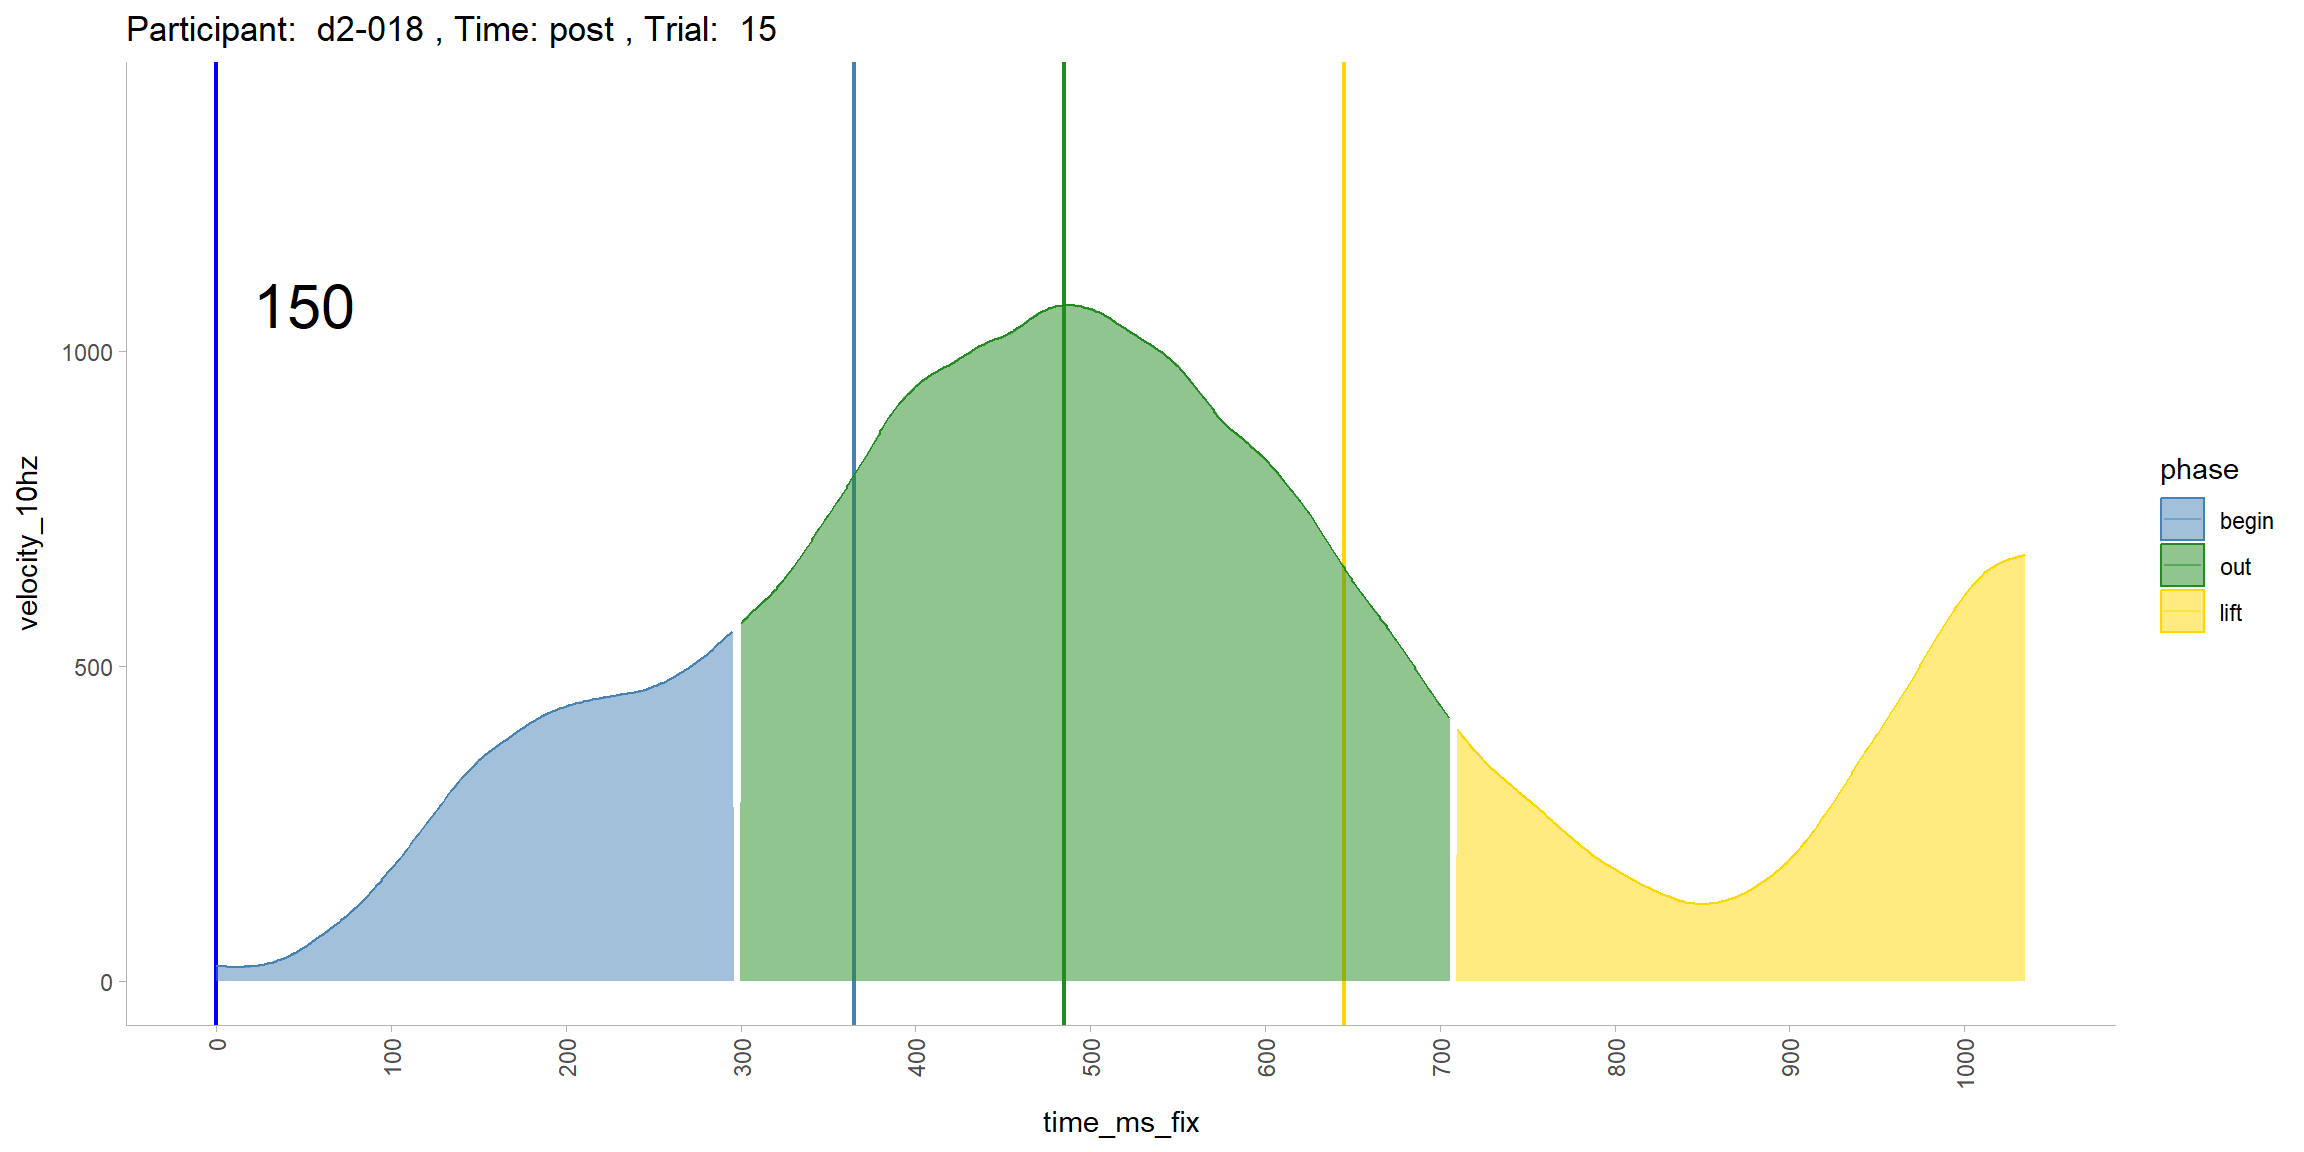 Participant:  d2-018 , Time: post , Trial:  15
150
1000
500
0
velocity_10hz
0 100 200 300 400 500 600 700 800 900 1000
time_ms_fix
phase
begin
out
lift